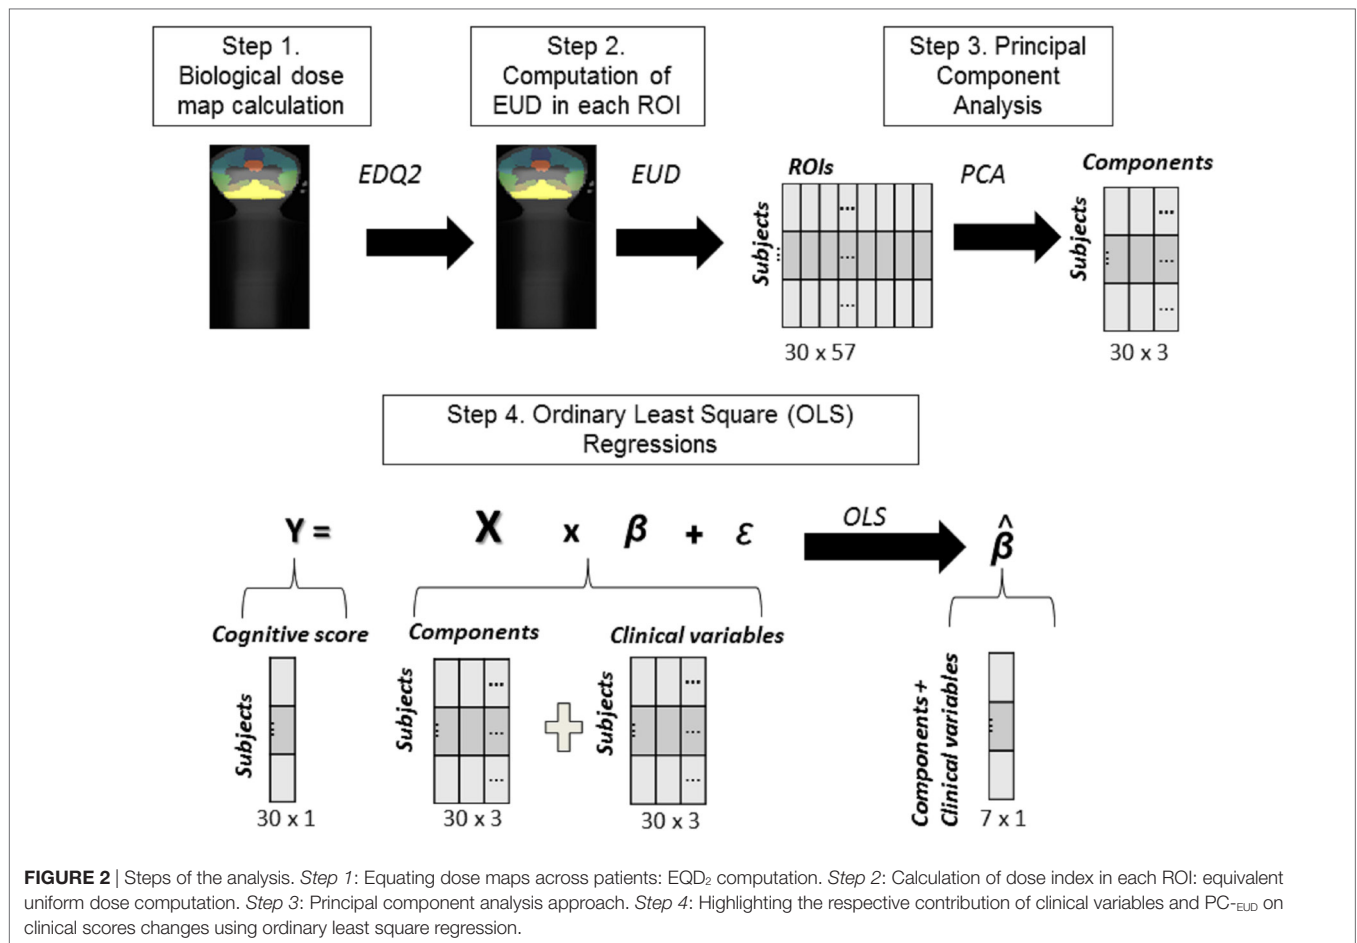 Step 1.
Biological dose
map calculation
Step 2.
Computation of
EUD in each ROI
Step 3. Principal
Component
Analysis
EDQ2
EUD
ROIs
PCA
Components
Subjects
...
...
...
...
Subjects
...
...
...
...
30 x 57
30 x 3
Step 4. Ordinary Least Square (OLS)
Regressions
Y =
X x β + ε
OLS
β̂
Cognitive score
Components
Clinical variables
Subjects
...
Subjects
...
...
...
...
Subjects
...
...
...
...
Components +
Clinical variables
...
30 x 1
30 x 3
30 x 3
7 x 1
FIGURE 2 | Steps of the analysis. Step 1: Equating dose maps across patients: EQD₂ computation. Step 2: Calculation of dose index in each ROI: equivalent
uniform dose computation. Step 3: Principal component analysis approach. Step 4: Highlighting the respective contribution of clinical variables and PC-EUD on
clinical scores changes using ordinary least square regression.